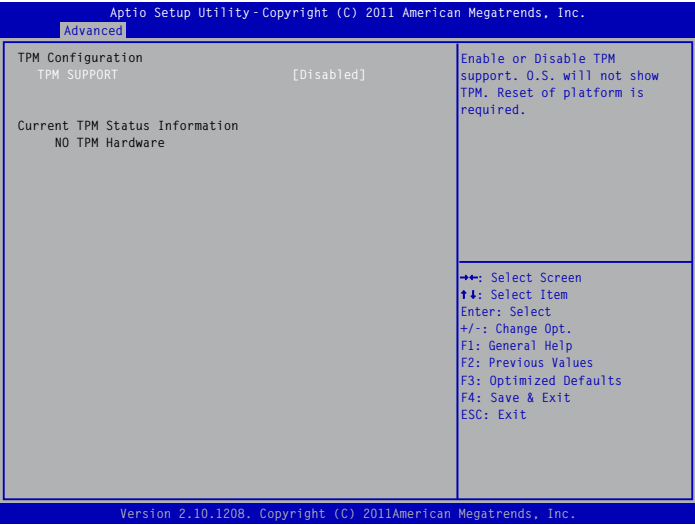 Aptio Setup Utility - Copyright (C) 2011 American Megatrends, Inc.
Advanced
TPM Configuration
TPM SUPPORT [Disabled]
Current TPM Status Information
NO TPM Hardware
Enable or Disable TPM
support. O.S. will not show
TPM. Reset of platform is
required.
→←: Select Screen
↑↓: Select Item
Enter: Select
+/-: Change Opt.
F1: General Help
F2: Previous Values
F3: Optimized Defaults
F4: Save & Exit
ESC: Exit
Version 2.10.1208. Copyright (C) 2011American Megatrends, Inc.